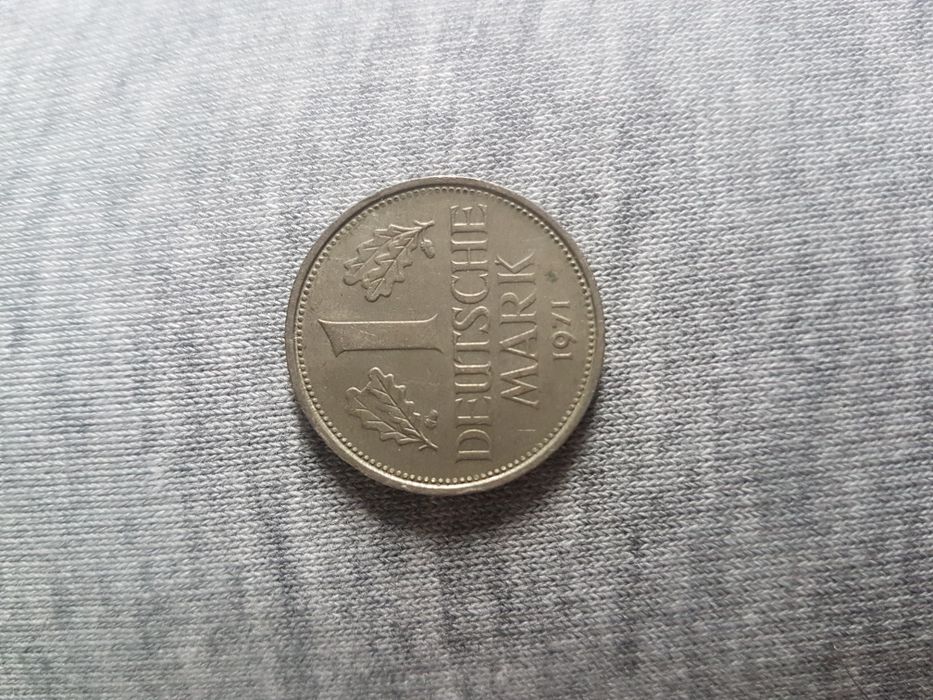 1
DEUTSCHE
MARK
1971